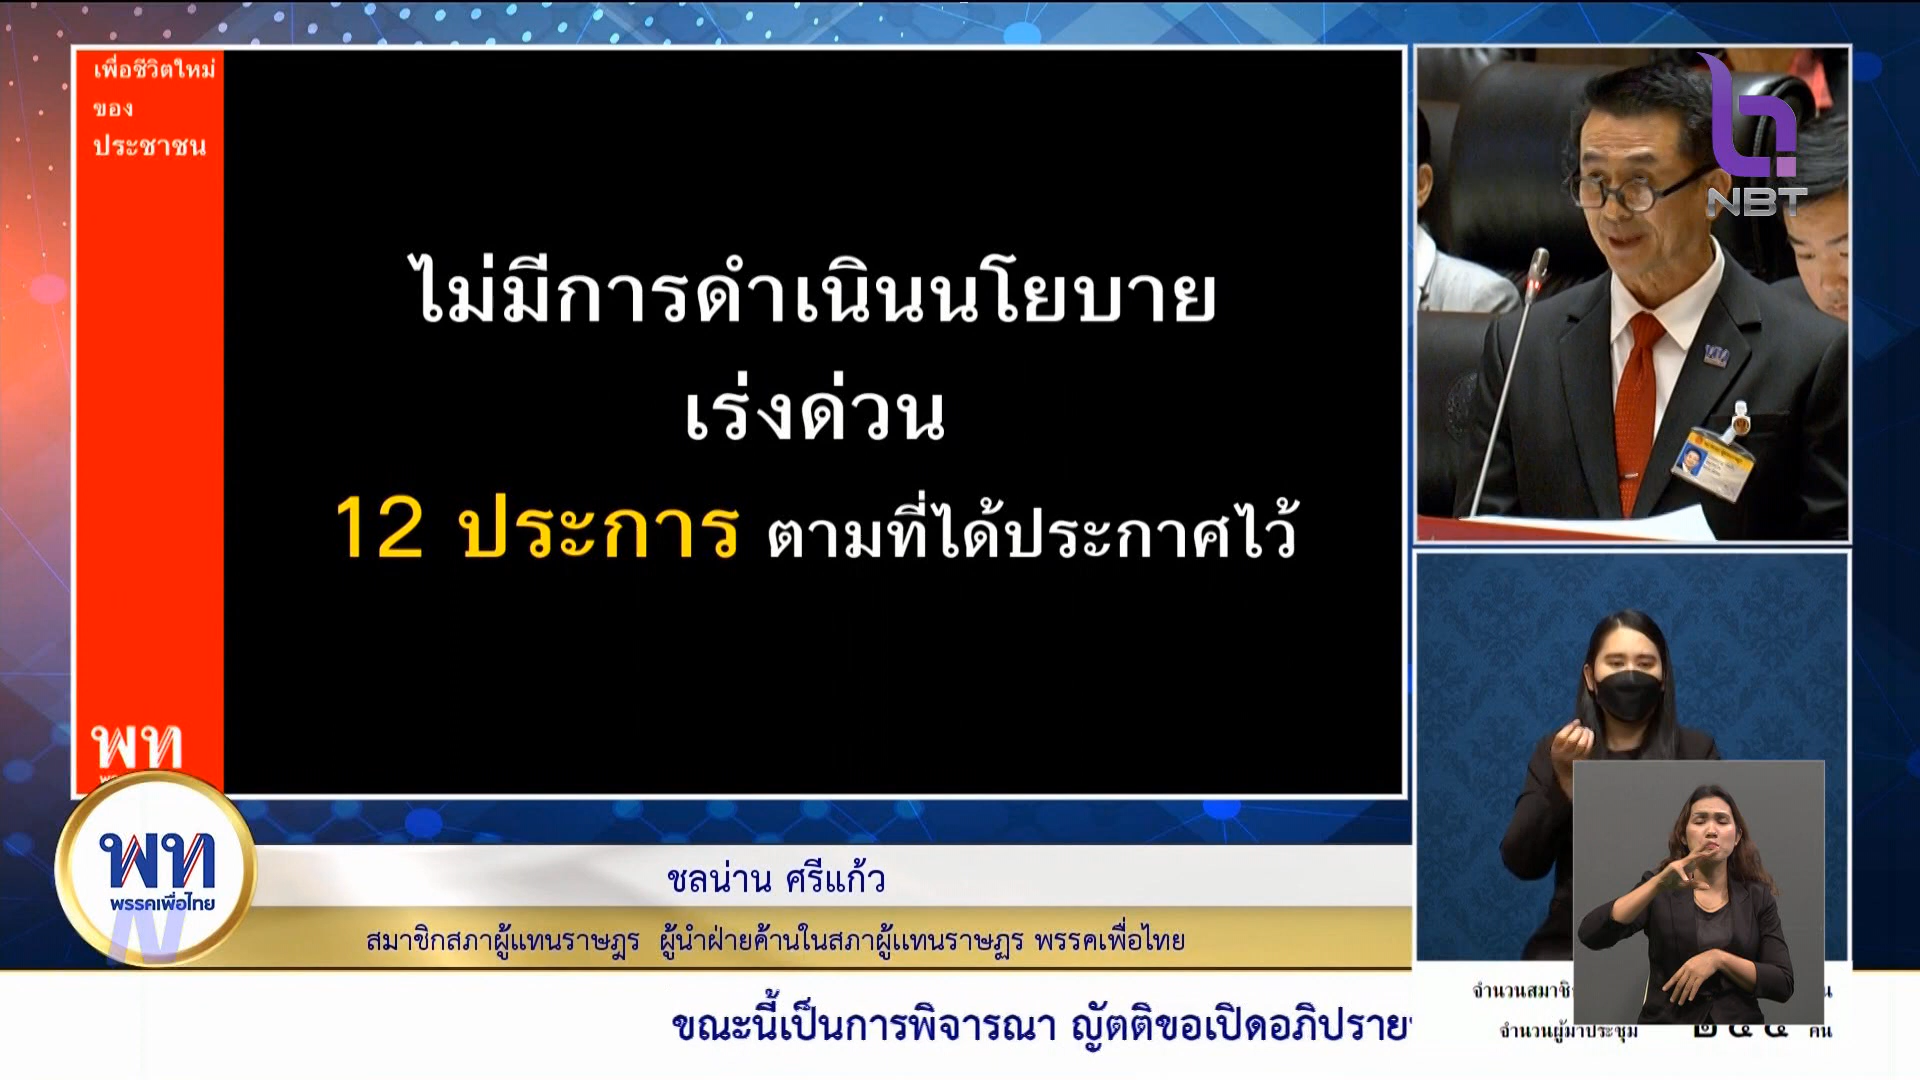 เพื่อชีวิตใหม่
ของ
ประชาชน
ไม่มีการดำเนินนโยบาย
เร่งด่วน
12 ประการ ตามที่ได้ประกาศไว้
พท
NBT
พท
พรรคเพื่อไทย
ชลน่าน ศรีแก้ว
สมาชิกสภาผู้แทนราษฎร ผู้นำฝ่ายค้านในสภาผู้แทนราษฎร พรรคเพื่อไทย
ขณะนี้เป็นการพิจารณา ญัตติขอเปิดอภิปราย
จำนวนผู้มาประชุม ๒๕๕ คน